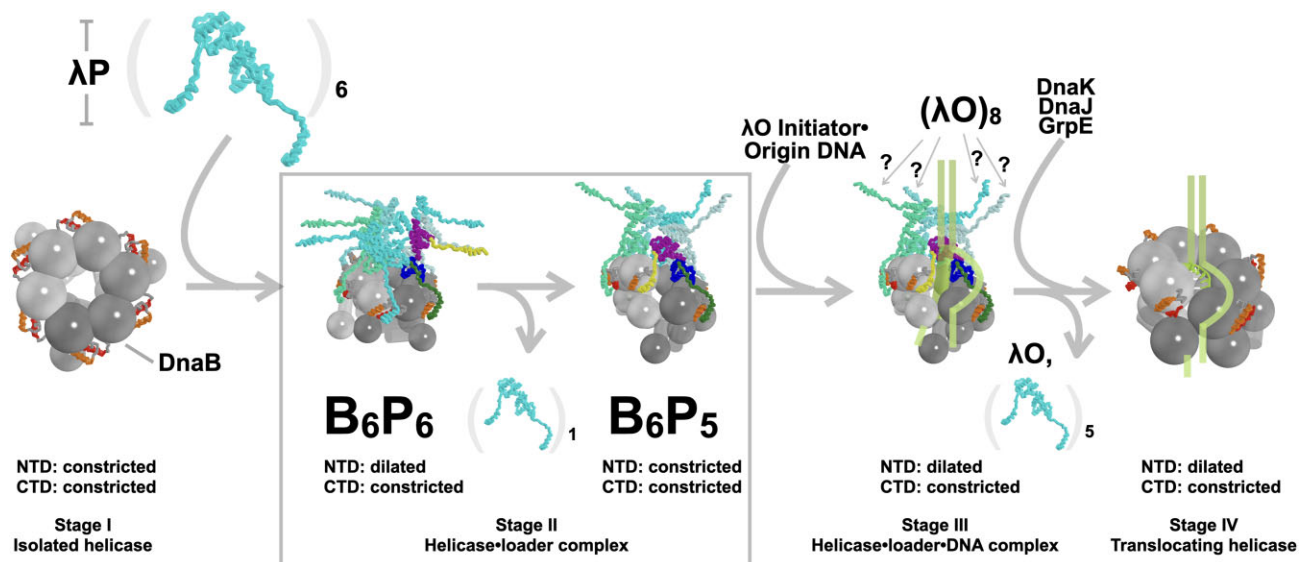 λP
6
DnaB
B6P6
1
B6P5
λO Initiator•
Origin DNA
(λO)8
? ? ? ?
DnaK
DnaJ
GrpE
λO,
5
NTD: constricted
CTD: constricted
Stage I
Isolated helicase
NTD: dilated
CTD: constricted
NTD: constricted
CTD: constricted
Stage II
Helicase•loader complex
NTD: dilated
CTD: constricted
Stage III
Helicase•loader•DNA complex
NTD: dilated
CTD: constricted
Stage IV
Translocating helicase